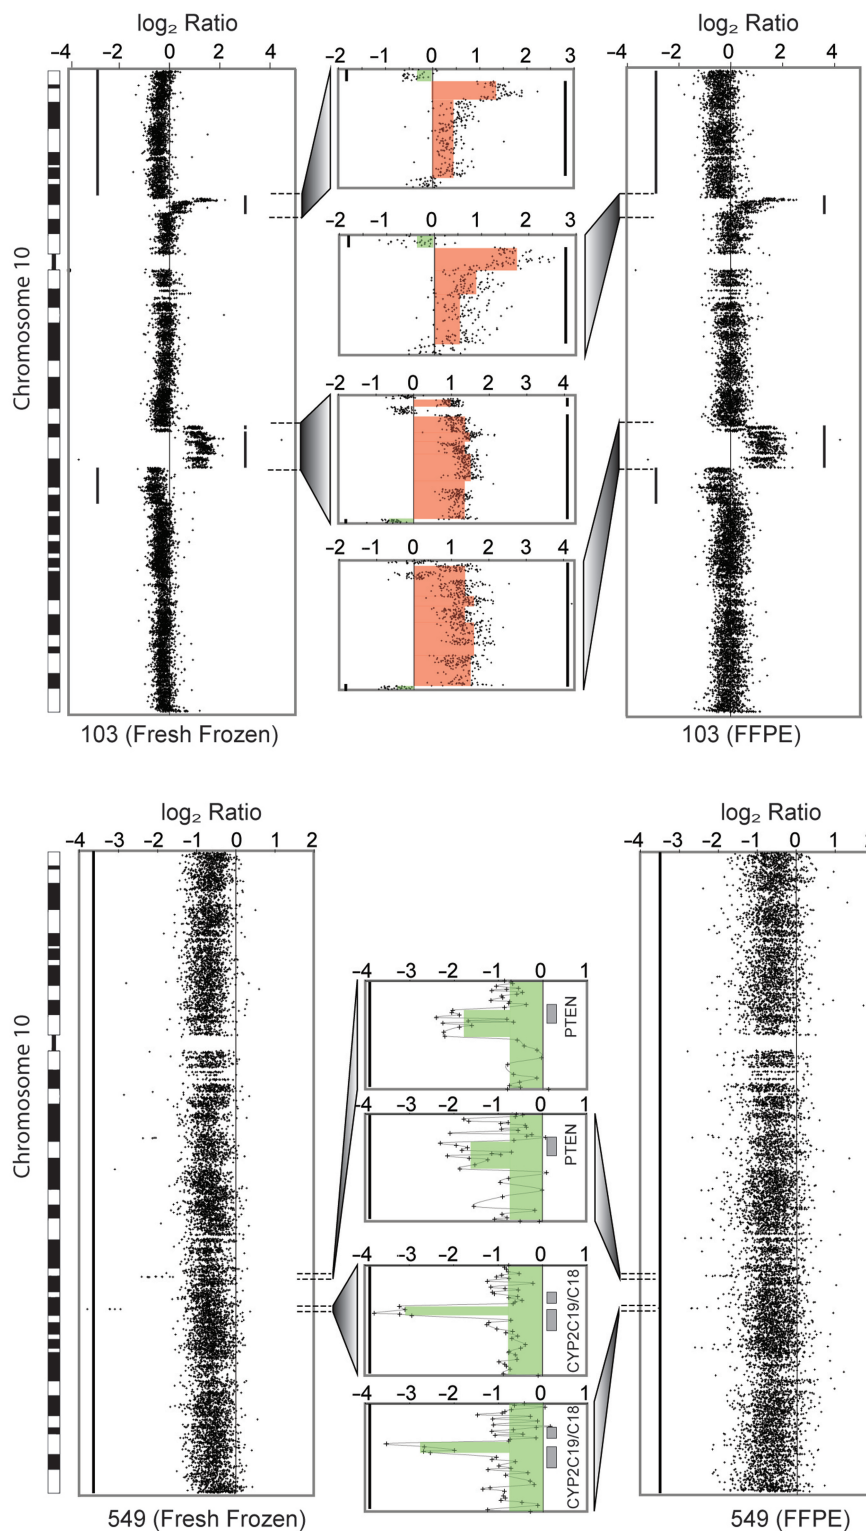 log₂ Ratio
log₂ Ratio
−4 −2 0 2 4
−2 −1 0 1 2 3
−4 −2 0 2 4
−2 −1 0 1 2 3
−2 −1 0 1 2 3 4
−2 −1 0 1 2 3 4
Chromosome 10
103 (Fresh Frozen)
103 (FFPE)
log₂ Ratio
log₂ Ratio
−4 −3 −2 −1 0 1 2
−4 −3 −2 −1 0 1
−4 −3 −2 −1 0 1
PTEN
−4 −3 −2 −1 0 1
PTEN
−4 −3 −2 −1 0 1
CYP2C19/C18
−4 −3 −2 −1 0 1
CYP2C19/C18
Chromosome 10
549 (Fresh Frozen)
549 (FFPE)